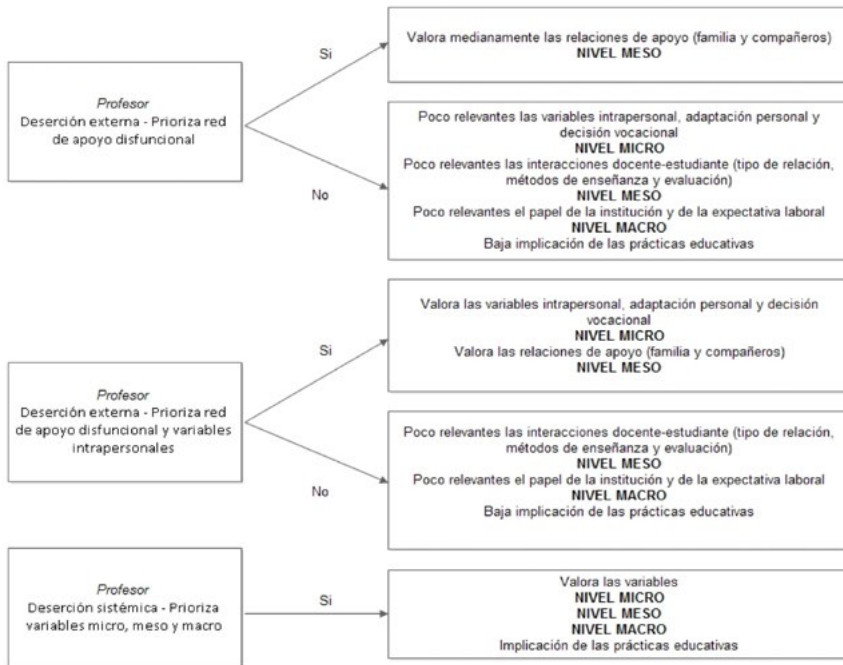 Profesor
Deserción externa - Prioriza red
de apoyo disfuncional
Si
No
Valora medianamente las relaciones de apoyo (familia y compañeros)
NIVEL MESO
Poco relevantes las variables intrapersonal, adaptación personal y
decisión vocacional
NIVEL MICRO
Poco relevantes las interacciones docente-estudiante (tipo de relación,
métodos de enseñanza y evaluación)
NIVEL MESO
Poco relevantes el papel de la institución y de la expectativa laboral
NIVEL MACRO
Baja implicación de las prácticas educativas
Profesor
Deserción externa - Prioriza red
de apoyo disfuncional y variables
intrapersonales
Si
No
Valora las variables intrapersonal, adaptación personal y decisión
vocacional
NIVEL MICRO
Valora las relaciones de apoyo (familia y compañeros)
NIVEL MESO
Poco relevantes las interacciones docente-estudiante (tipo de relación,
métodos de enseñanza y evaluación)
NIVEL MESO
Poco relevantes el papel de la institución y de la expectativa laboral
NIVEL MACRO
Baja implicación de las prácticas educativas
Profesor
Deserción sistémica - Prioriza
variables micro, meso y macro
Si
Valora las variables
NIVEL MICRO
NIVEL MESO
NIVEL MACRO
Implicación de las prácticas educativas